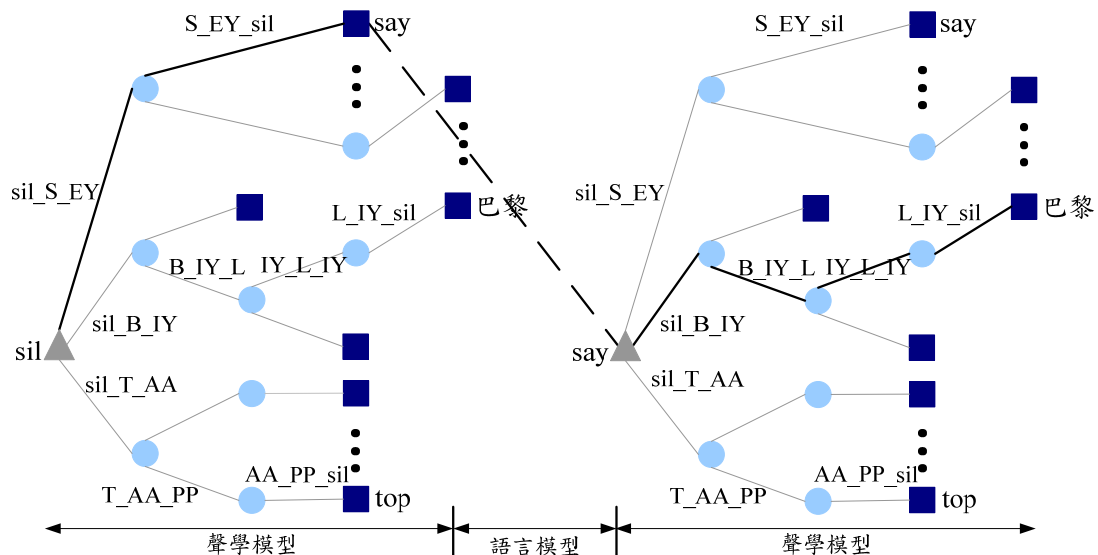 S_EY_sil
say
sil_S_EY
L_IY_sil
巴黎
B_IY_L
IY_L_IY
sil_B_IY
sil
sil_T_AA
AA_PP_sil
T_AA_PP
top
S_EY_sil
say
sil_S_EY
L_IY_sil
巴黎
B_IY_L
IY_L_IY
sil_B_IY
say
sil_T_AA
AA_PP_sil
T_AA_PP
top
聲學模型
語言模型
聲學模型